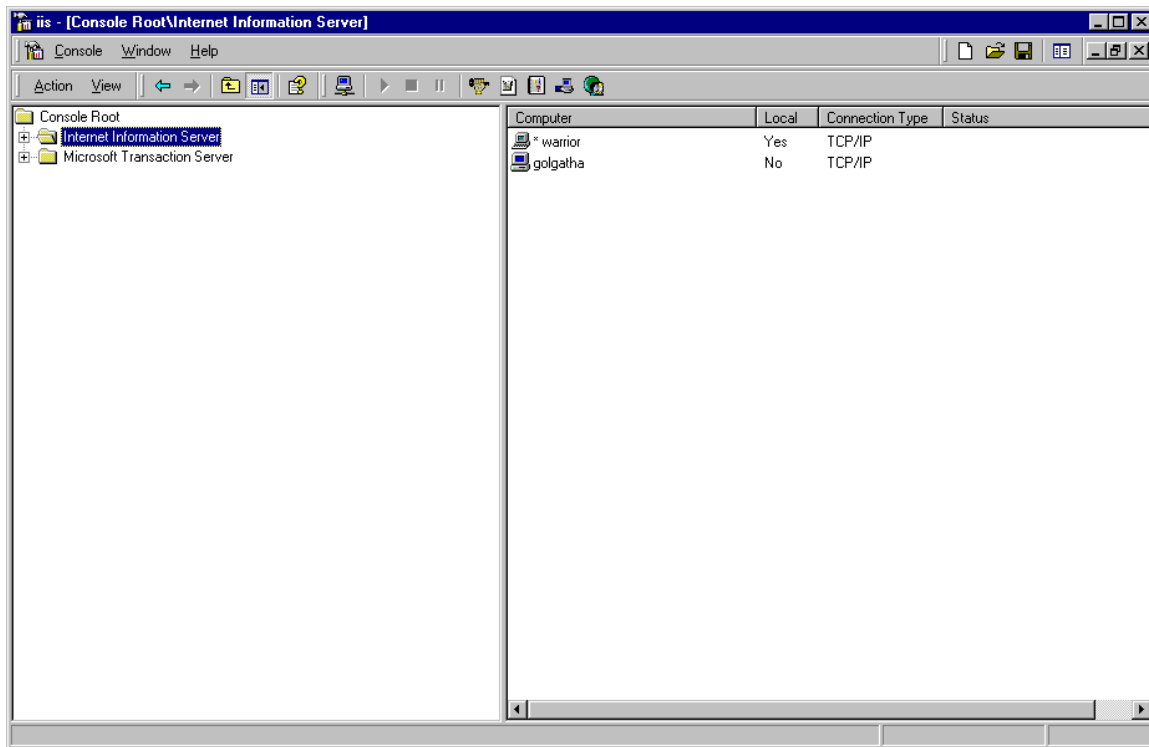 iis - [Console Root\Internet Information Server]
Console Window Help
Action View
Console Root
Internet Information Server
Microsoft Transaction Server
Computer Local Connection Type Status
* warrior Yes TCP/IP
golgatha No TCP/IP